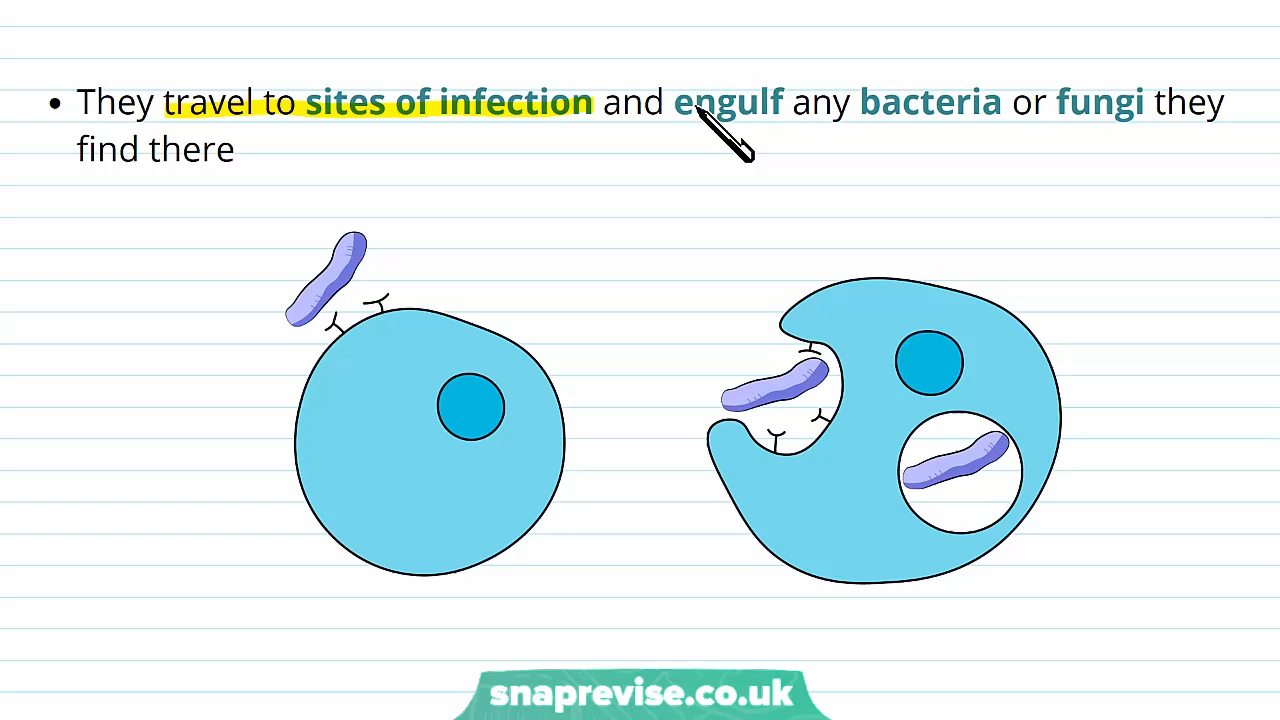 • They travel to sites of infection and engulf any bacteria or fungi they
find there
snaprevise.co.uk